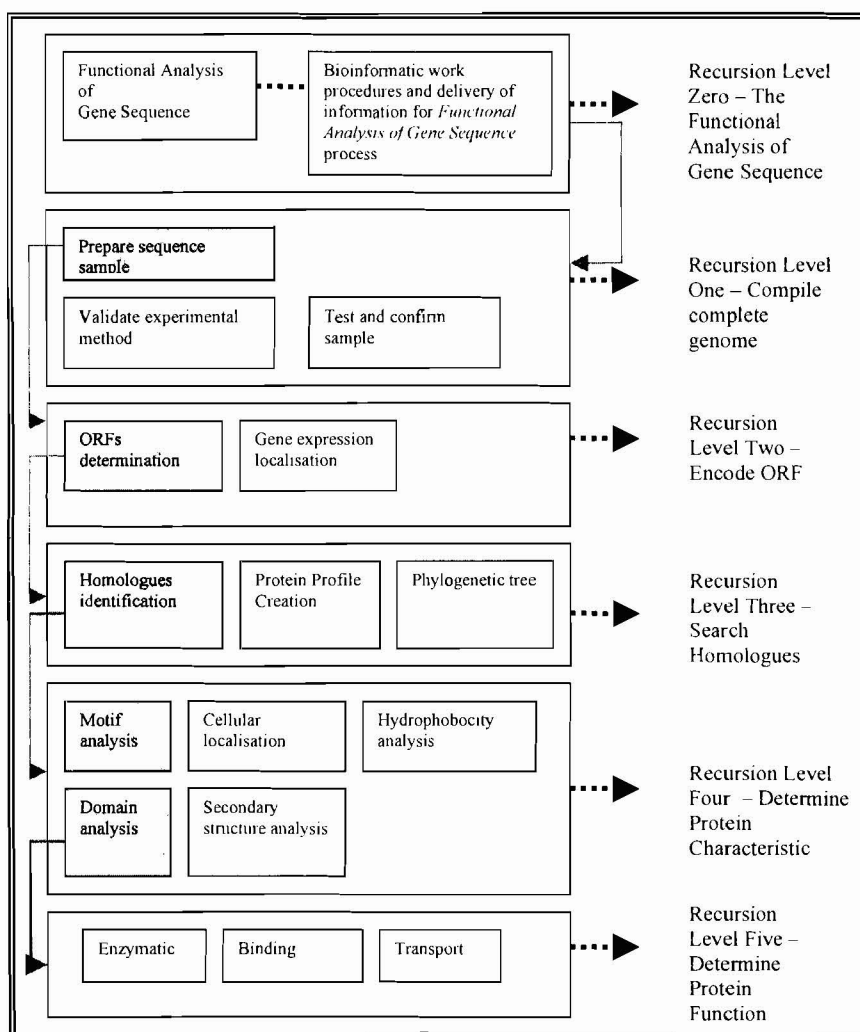 Functional Analysis
of
Gene Sequence
Bioinformatic work
procedures and delivery of
information for Functional
Analysis of Gene Sequence
process
Recursion Level
Zero – The
Functional
Analysis of
Gene Sequence
Prepare sequence
sample
Validate experimental
method
Test and confirm
sample
Recursion Level
One – Compile
complete
genome
ORFs
determination
Gene expression
localisation
Recursion
Level Two –
Encode ORF
Homologues
identification
Protein Profile
Creation
Phylogenetic tree
Recursion
Level Three –
Search
Homologues
Motif
analysis
Cellular
localisation
Hydrophobocity
analysis
Domain
analysis
Secondary
structure analysis
Recursion Level
Four – Determine
Protein
Characteristic
Enzymatic
Binding
Transport
Recursion
Level Five –
Determine
Protein
Function